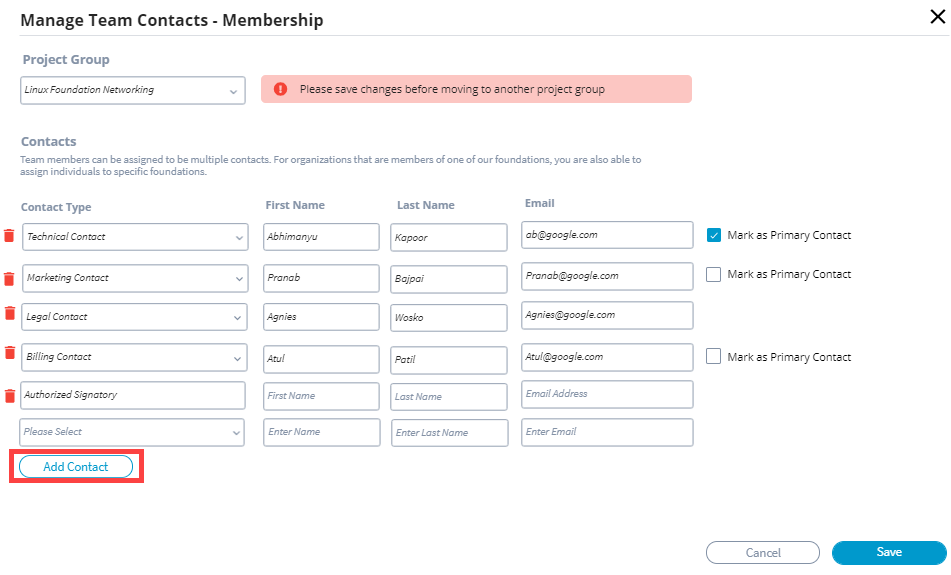 Manage Team Contacts - Membership
Project Group
Linux Foundation Networking
Please save changes before moving to another project group
Contacts
Team members can be assigned to be multiple contacts. For organizations that are members of one of our foundations, you are also able to
assign individuals to specific foundations.
Contact Type First Name Last Name Email
Technical Contact Abhimanyu Kapoor ab@google.com Mark as Primary Contact
Marketing Contact Pranab Bajpai Pranab@google.com Mark as Primary Contact
Legal Contact Agnies Wosko Agnies@google.com
Billing Contact Atul Patil Atul@google.com Mark as Primary Contact
Authorized Signatory First Name Last Name Email Address
Please Select Enter Name Enter Last Name Enter Email
Add Contact
Cancel Save